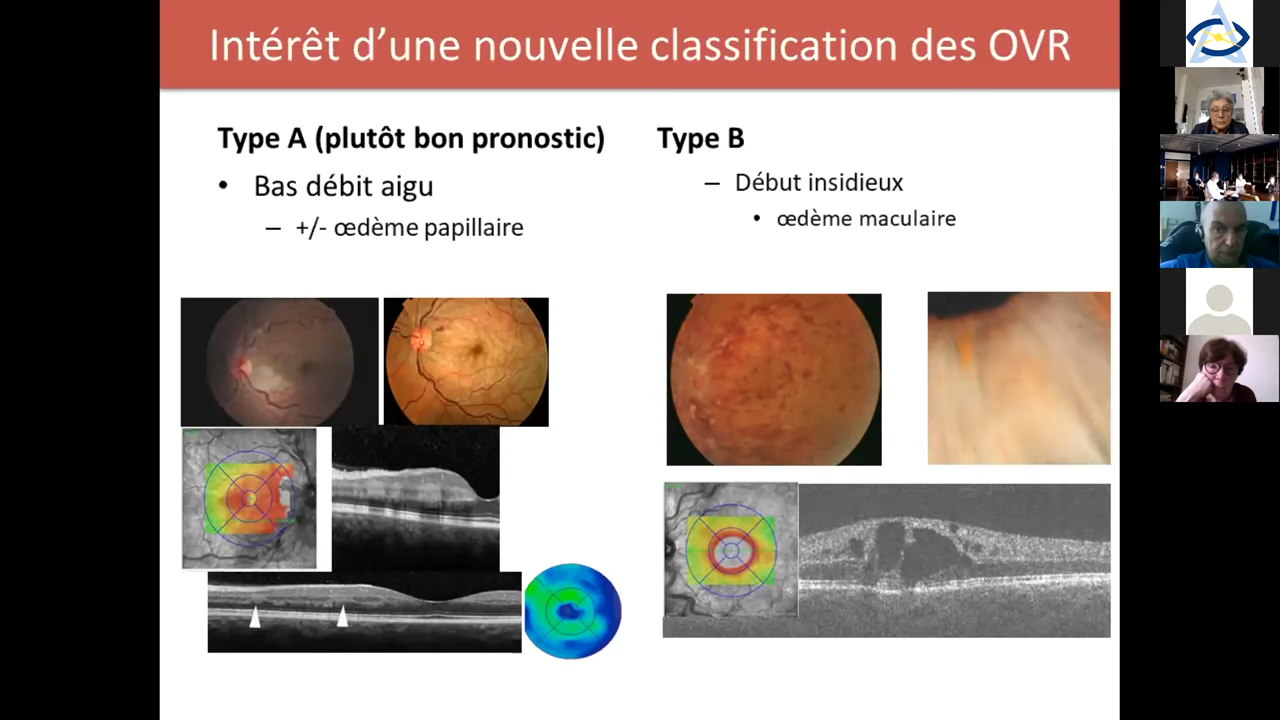 Intérêt d’une nouvelle classification des OVR
Type A (plutôt bon pronostic)
• Bas débit aigu
– +/- œdème papillaire
Type B
– Début insidieux
• œdème maculaire